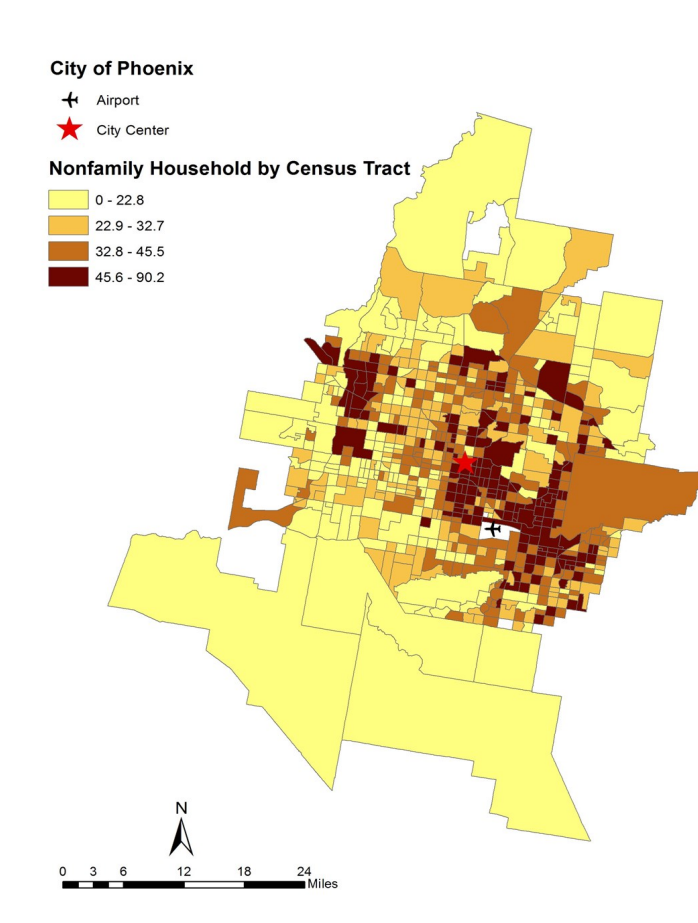 City of Phoenix
Airport
City Center
Nonfamily Household by Census Tract
0 - 22.8
22.9 - 32.7
32.8 - 45.5
45.6 - 90.2
N
0 3 6 12 18 24
Miles